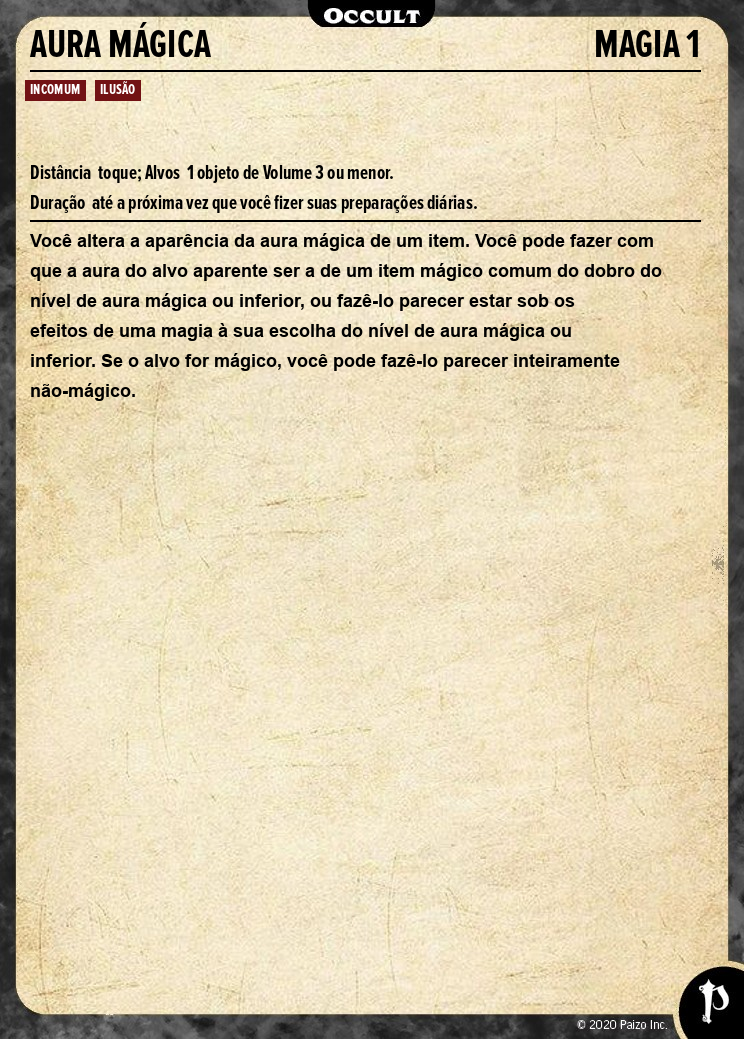 Occult
AURA MÁGICA MAGIA 1
INCOMUM ILUSÃO
Distância toque; Alvos 1 objeto de Volume 3 ou menor.
Duração até a próxima vez que você fizer suas preparações diárias.
Você altera a aparência da aura mágica de um item. Você pode fazer com
que a aura do alvo aparente ser a de um item mágico comum do dobro do
nível de aura mágica ou inferior, ou fazê-lo parecer estar sob os
efeitos de uma magia à sua escolha do nível de aura mágica ou
inferior. Se o alvo for mágico, você pode fazê-lo parecer inteiramente
não-mágico.
© 2020 Paizo Inc.
P